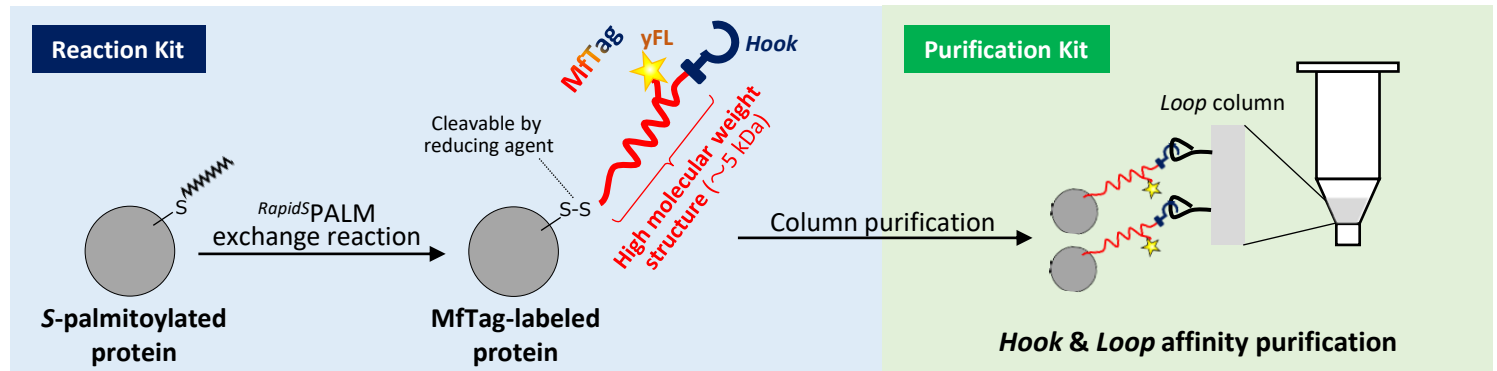 Reaction Kit
MfTag
yFL
Hook
Cleavable by
reducing agent
S
S-S
High molecular weight
structure (~5 kDa)
RapidSPALM
exchange reaction
S-palmitoylated
protein
MfTag-labeled
protein
Column purification
Purification Kit
Loop column
Hook & Loop affinity purification